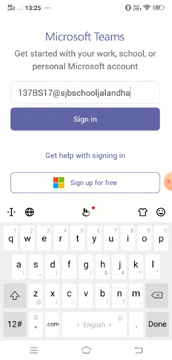 13:25
Microsoft Teams
Get started with your work, school, or
personal Microsoft account
137BS17@sjbschooljalandha
Sign in
Get help with signing in
Sign up for free
q w e r t y u i o p
a s d f g h j k l
z x c v b n m
12# .com English . Done